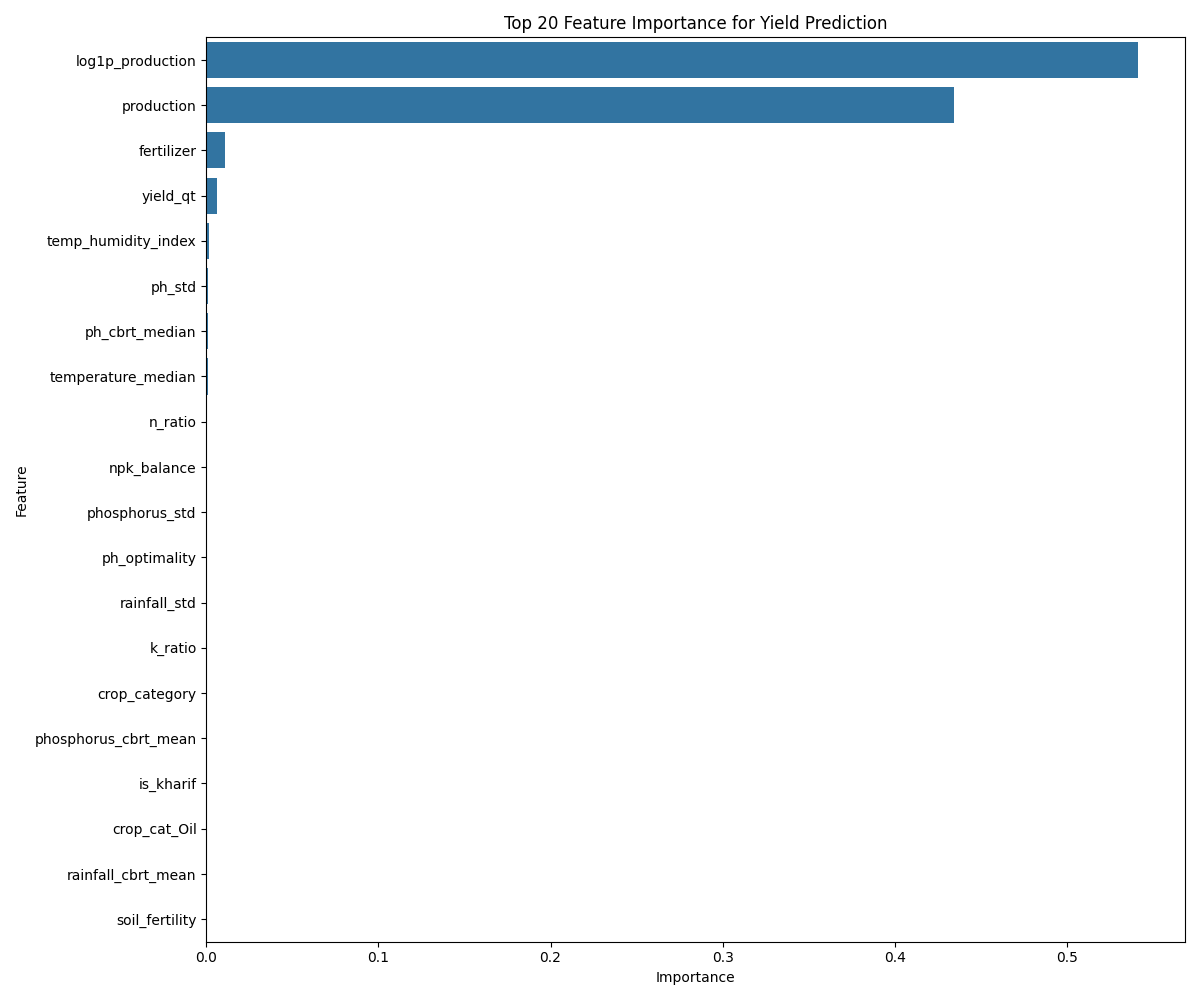 Top 20 Feature Importance for Yield Prediction
log1p_production
production
fertilizer
yield_qt
temp_humidity_index
ph_std
ph_cbrt_median
temperature_median
n_ratio
npk_balance
phosphorus_std
ph_optimality
rainfall_std
k_ratio
crop_category
phosphorus_cbrt_mean
is_kharif
crop_cat_Oil
rainfall_cbrt_mean
soil_fertility
Feature
0.0 0.1 0.2 0.3 0.4 0.5
Importance